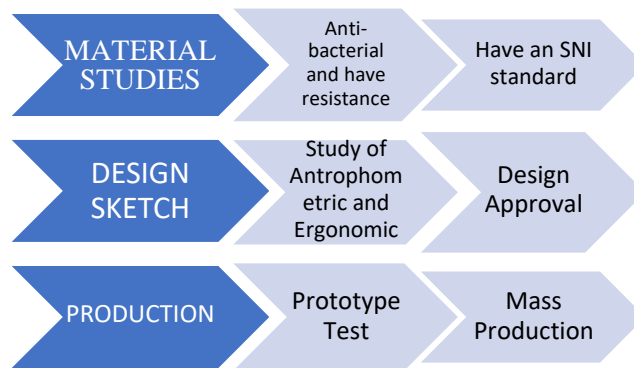 MATERIAL
STUDIES
Anti-
bacterial
and have
resistance
Have an SNI
standard
DESIGN
SKETCH
Study of
Antrophom
etric and
Ergonomic
Design
Approval
PRODUCTION
Prototype
Test
Mass
Production